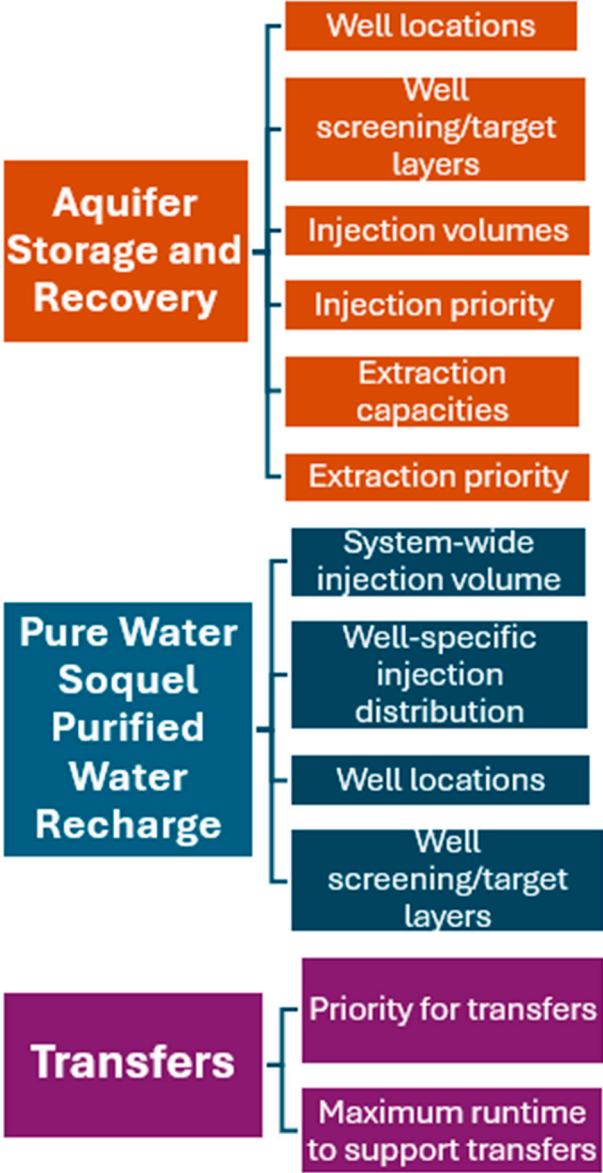 Aquifer
Storage and
Recovery
Well locations
Well
screening/target
layers
Injection volumes
Injection priority
Extraction
capacities
Extraction priority
Pure Water
Soquel
Purified
Water
Recharge
System-wide
injection volume
Well-specific
injection
distribution
Well locations
Well
screening/target
layers
Transfers
Priority for transfers
Maximum runtime
to support transfers